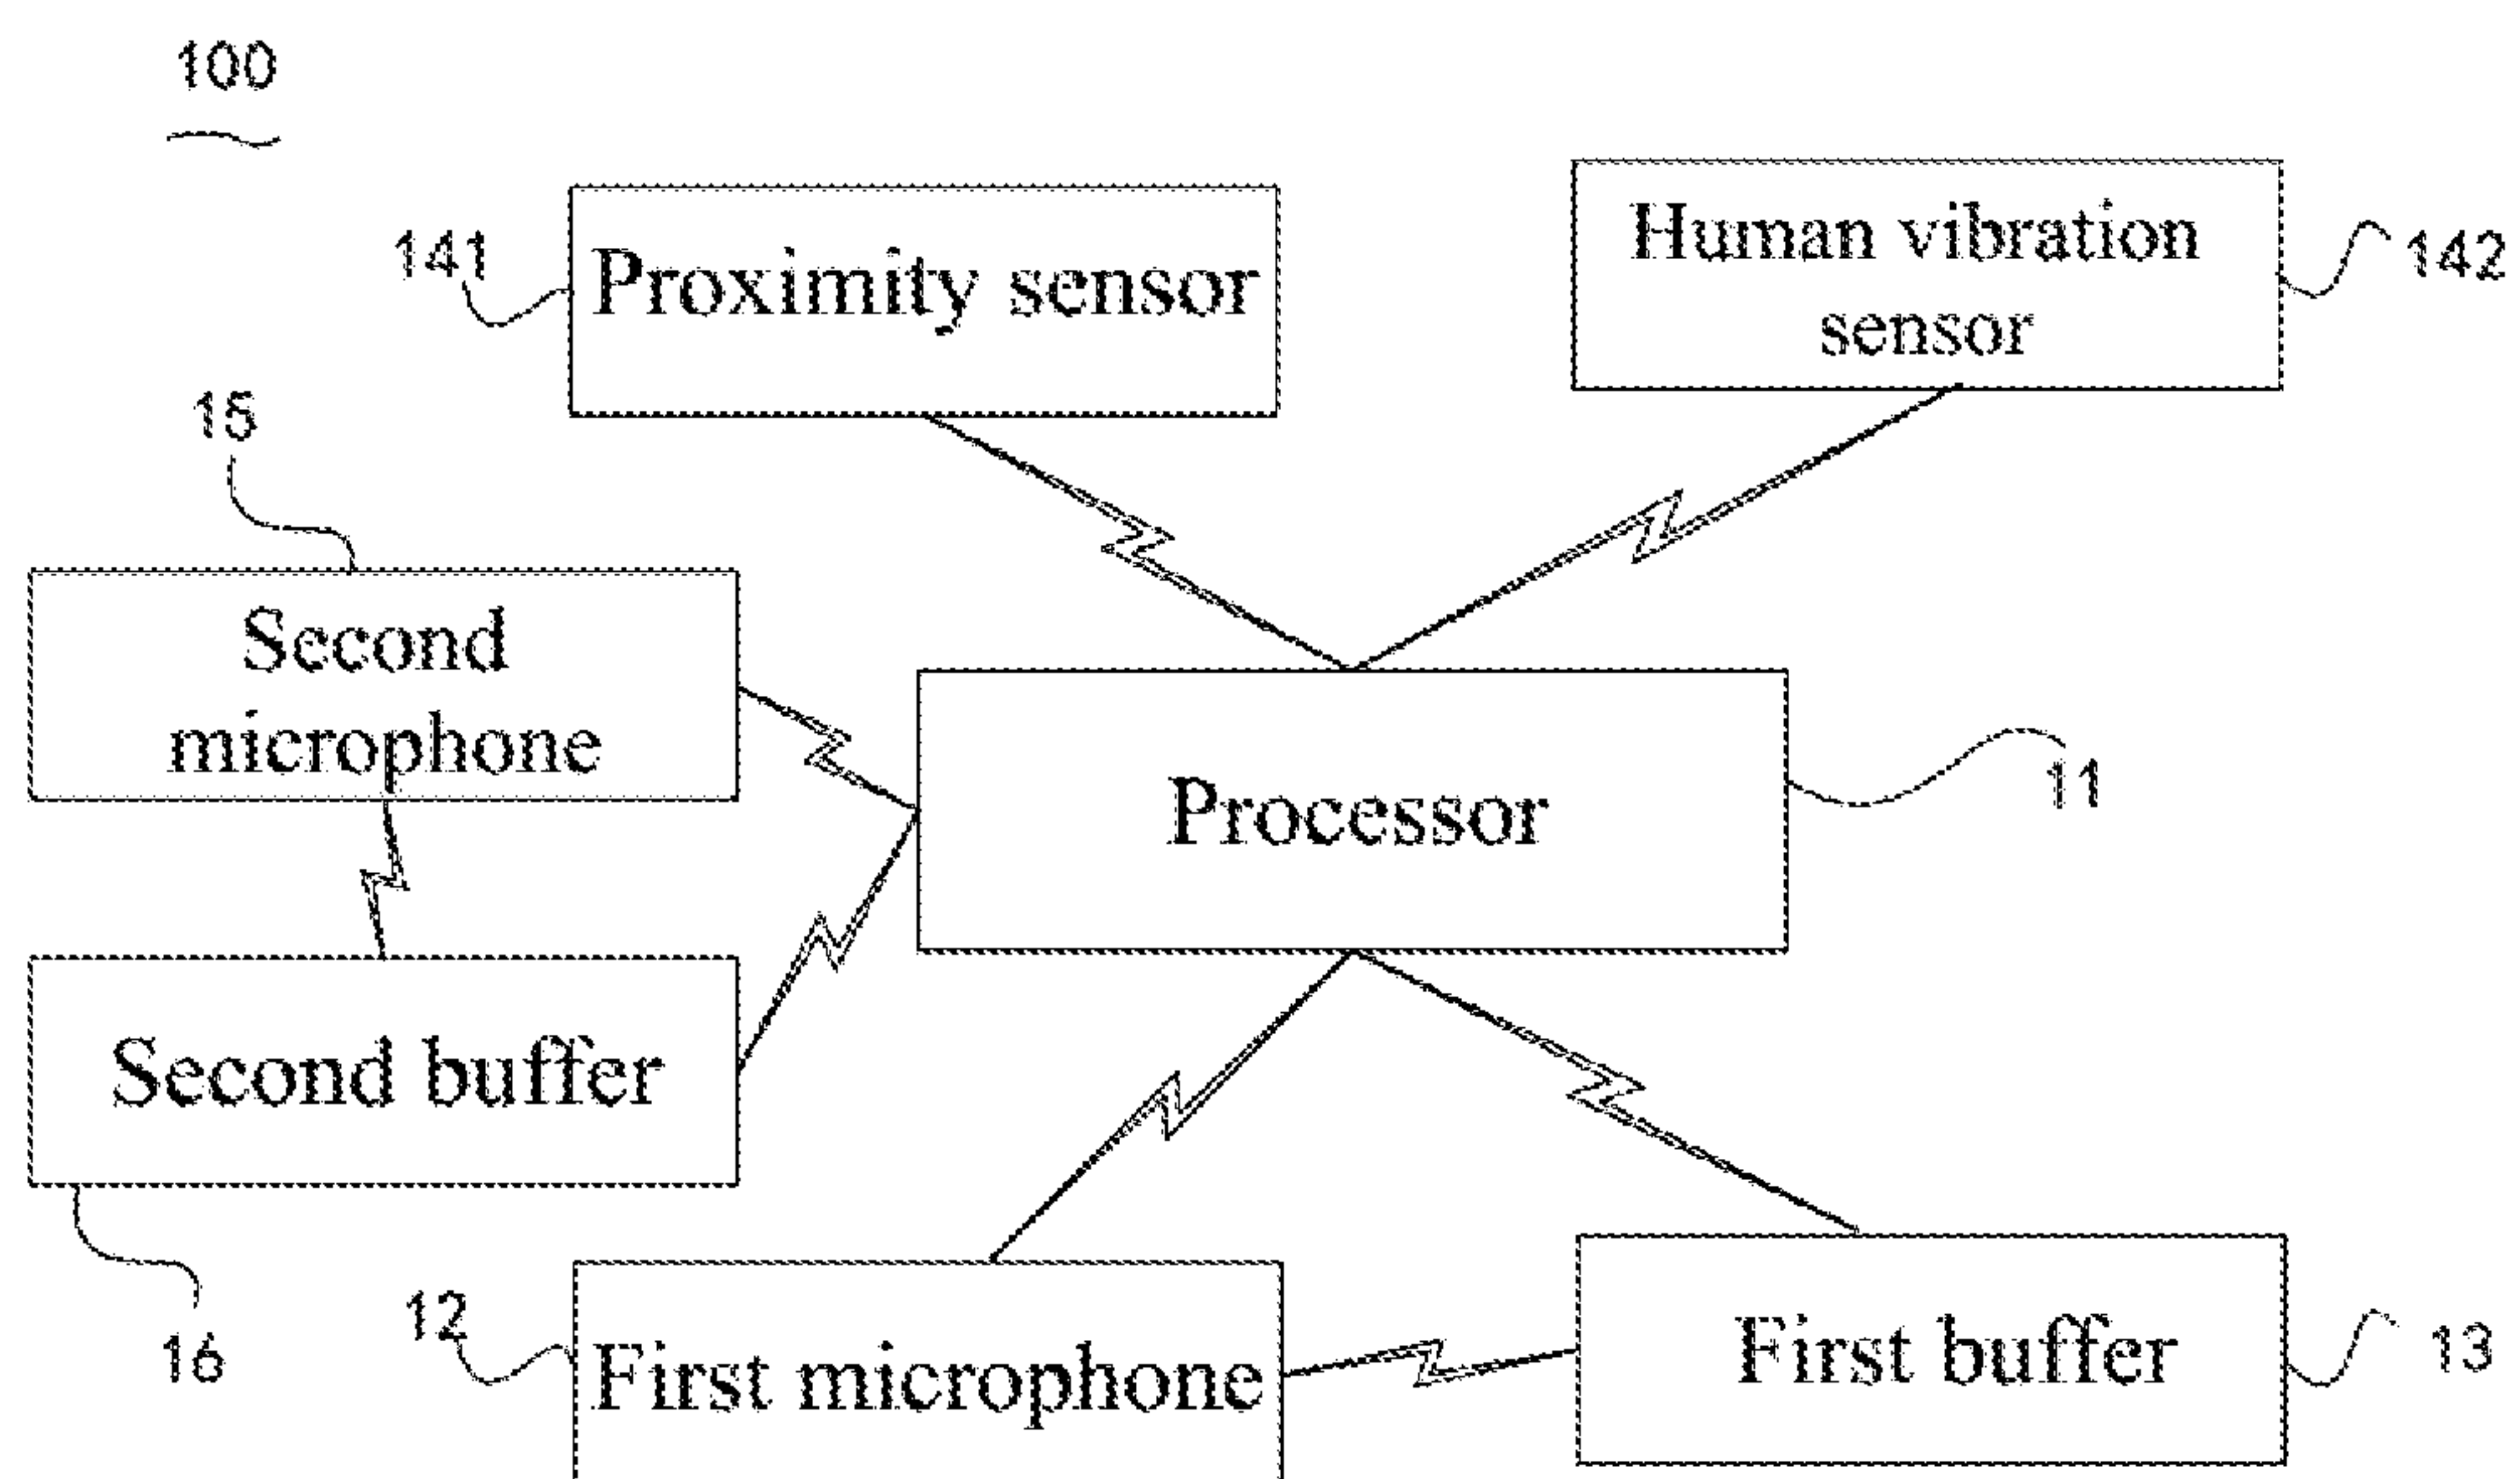 100
141
Proximity sensor
Human vibration
sensor
142
15
Second
microphone
Processor
11
Second buffer
16
12
First microphone
First buffer
13